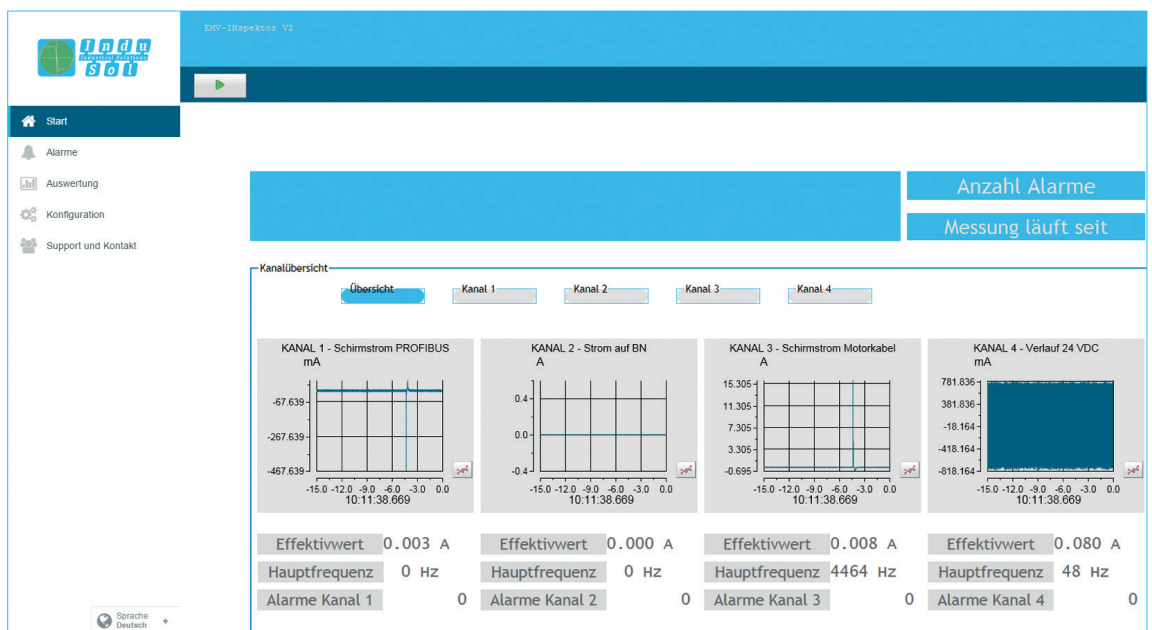 Indu
Industrial Solutions
Sol
EMV-INspektor V2
Start
Alarme
Auswertung
Konfiguration
Support und Kontakt
Sprache
Deutsch +
Anzahl Alarme
Messung läuft seit
Kanalübersicht
Übersicht Kanal 1 Kanal 2 Kanal 3 Kanal 4
KANAL 1 - Schirmstrom PROFIBUS
mA
-67.639
-267.639
-467.639
-15.0 -12.0 -9.0 -6.0 -3.0 0.0
10:11:38.669
KANAL 2 - Strom auf BN
A
0.4
0.0
-0.4
-15.0 -12.0 -9.0 -6.0 -3.0 0.0
10:11:38.669
KANAL 3 - Schirmstrom Motorkabel
A
15.305
11.305
7.305
3.305
-0.695
-15.0 -12.0 -9.0 -6.0 -3.0 0.0
10:11:38.669
KANAL 4 - Verlauf 24 VDC
mA
781.836
381.836
-18.164
-418.164
-818.164
-15.0 -12.0 -9.0 -6.0 -3.0 0.0
10:11:38.669
Effektivwert 0.003 A
Hauptfrequenz 0 Hz
Alarme Kanal 1 0
Effektivwert 0.000 A
Hauptfrequenz 0 Hz
Alarme Kanal 2 0
Effektivwert 0.008 A
Hauptfrequenz 4464 Hz
Alarme Kanal 3 0
Effektivwert 0.080 A
Hauptfrequenz 48 Hz
Alarme Kanal 4 0